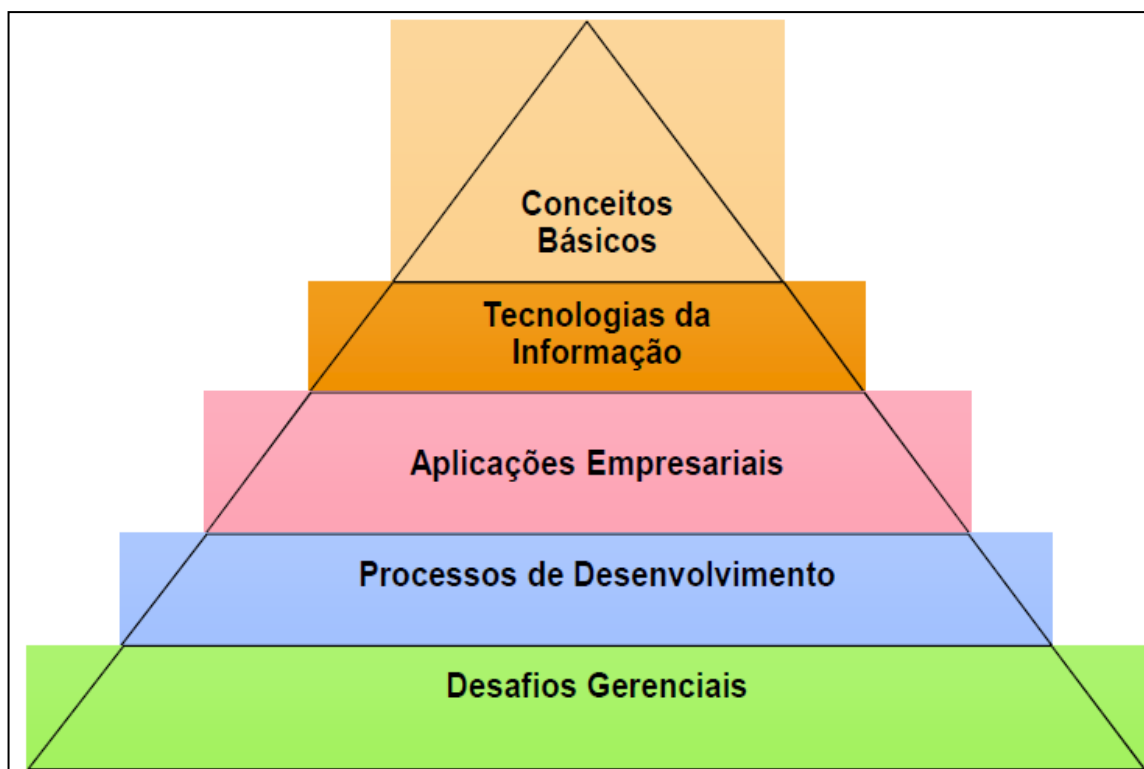 Conceitos
Básicos
Tecnologias da
Informação
Aplicações Empresariais
Processos de Desenvolvimento
Desafios Gerenciais